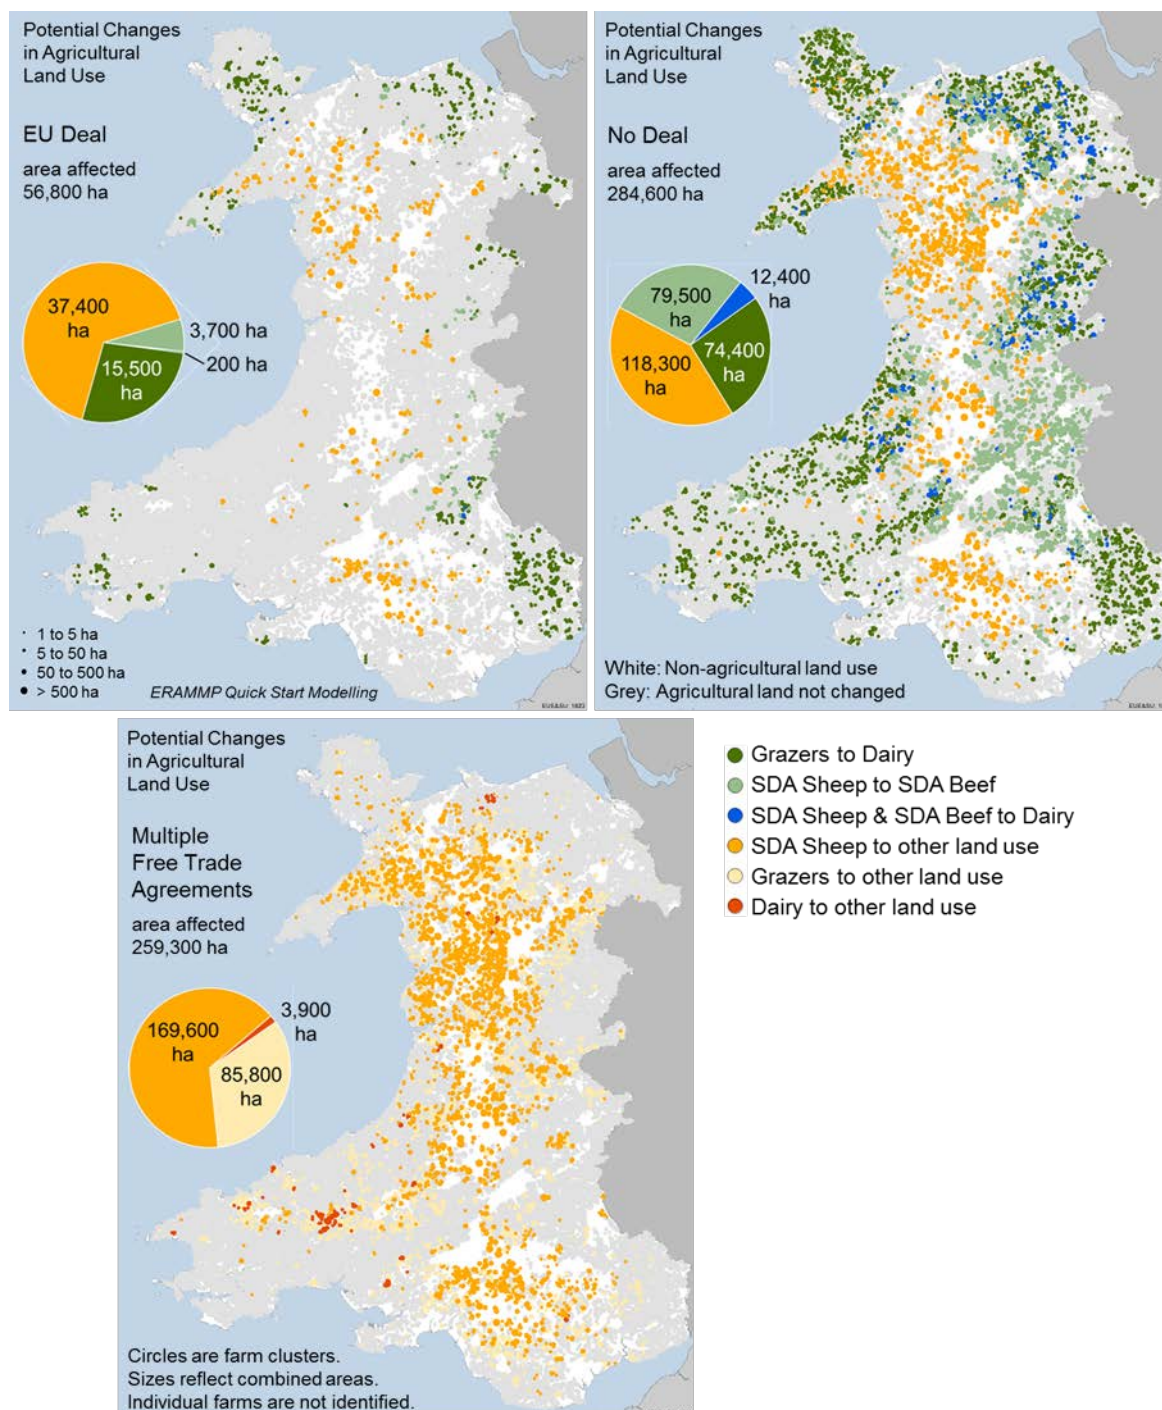 Potential Changes
in Agricultural
Land Use
EU Deal
area affected
56,800 ha
37,400
ha
3,700 ha
200 ha
15,500
ha
1 to 5 ha
5 to 50 ha
50 to 500 ha
> 500 ha
ERAMMP Quick Start Modelling
Potential Changes
in Agricultural
Land Use
No Deal
area affected
284,600 ha
12,400
ha
79,500
ha
74,400
ha
118,300
ha
White: Non-agricultural land use
Grey: Agricultural land not changed
Potential Changes
in Agricultural
Land Use
Multiple
Free Trade
Agreements
area affected
259,300 ha
3,900
ha
169,600
ha
85,800
ha
Circles are farm clusters.
Sizes reflect combined areas.
Individual farms are not identified.
Grazers to Dairy
SDA Sheep to SDA Beef
SDA Sheep & SDA Beef to Dairy
SDA Sheep to other land use
Grazers to other land use
Dairy to other land use